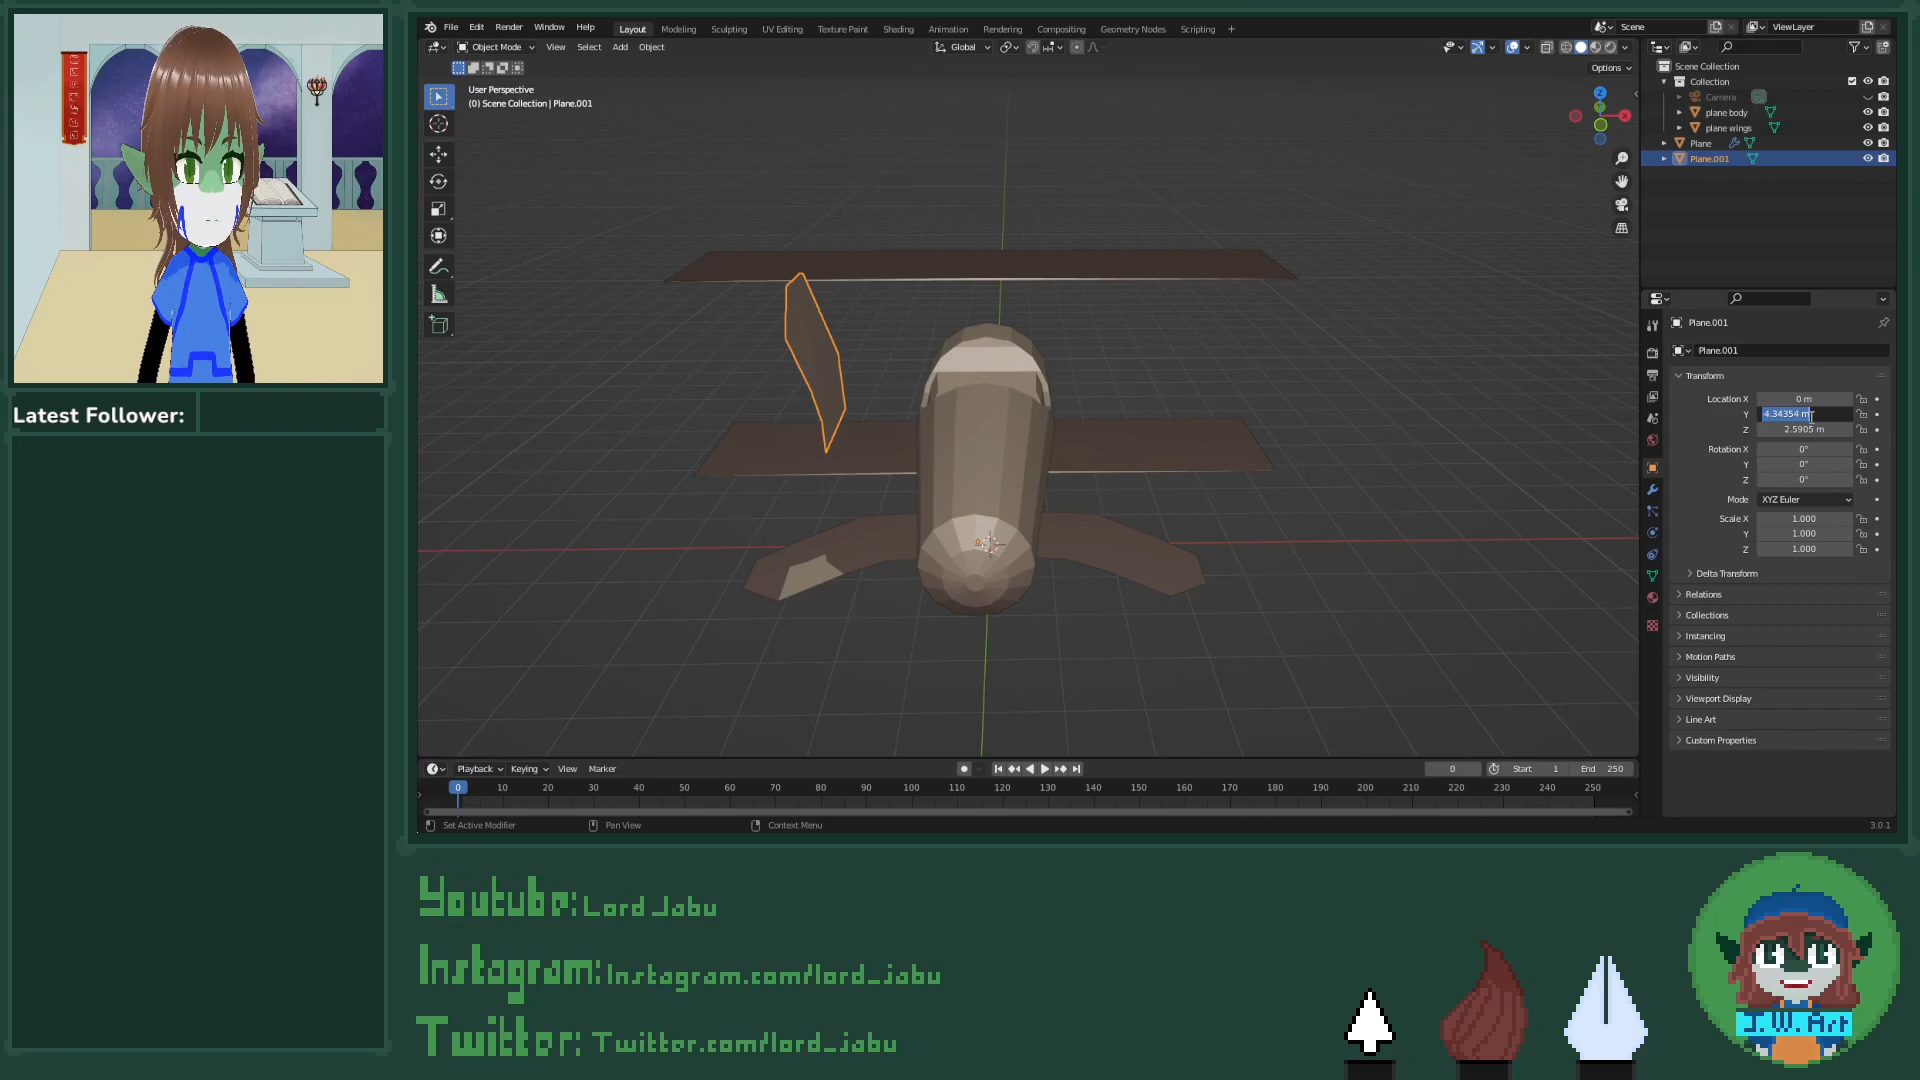 File Edit Render Window Help
Layout Modeling Sculpting UV Editing Texture Paint Shading Animation Rendering Compositing Geometry Nodes Scripting +
Scene
ViewLayer
Object Mode View Select Add Object
Global
Options
User Perspective
(0) Scene Collection | Plane.001
Z
X
Scene Collection
Collection
Camera
plane body
plane wings
Plane
Plane.001
Plane.001
Plane.001
Transform
Location X 0 m
Y 4.34354 m
Z 2.5905 m
Rotation X 0°
Y 0°
Z 0°
Mode XYZ Euler
Scale X 1.000
Y 1.000
Z 1.000
Delta Transform
Relations
Collections
Instancing
Motion Paths
Visibility
Viewport Display
Line Art
Custom Properties
Latest Follower:
Playback Keying View Marker
0
Start 1
End 250
0 10 20 30 40 50 60 70 80 90 100 110 120 130 140 150 160 170 180 190 200 210 220 230 240 250
Set Active Modifier
Pan View
Context Menu
3.0.1
Youtube: Lord Jabu
Instagram: Instagram.com/lord_jabu
Twitter: Twitter.com/lord_jabu
J.W. Art